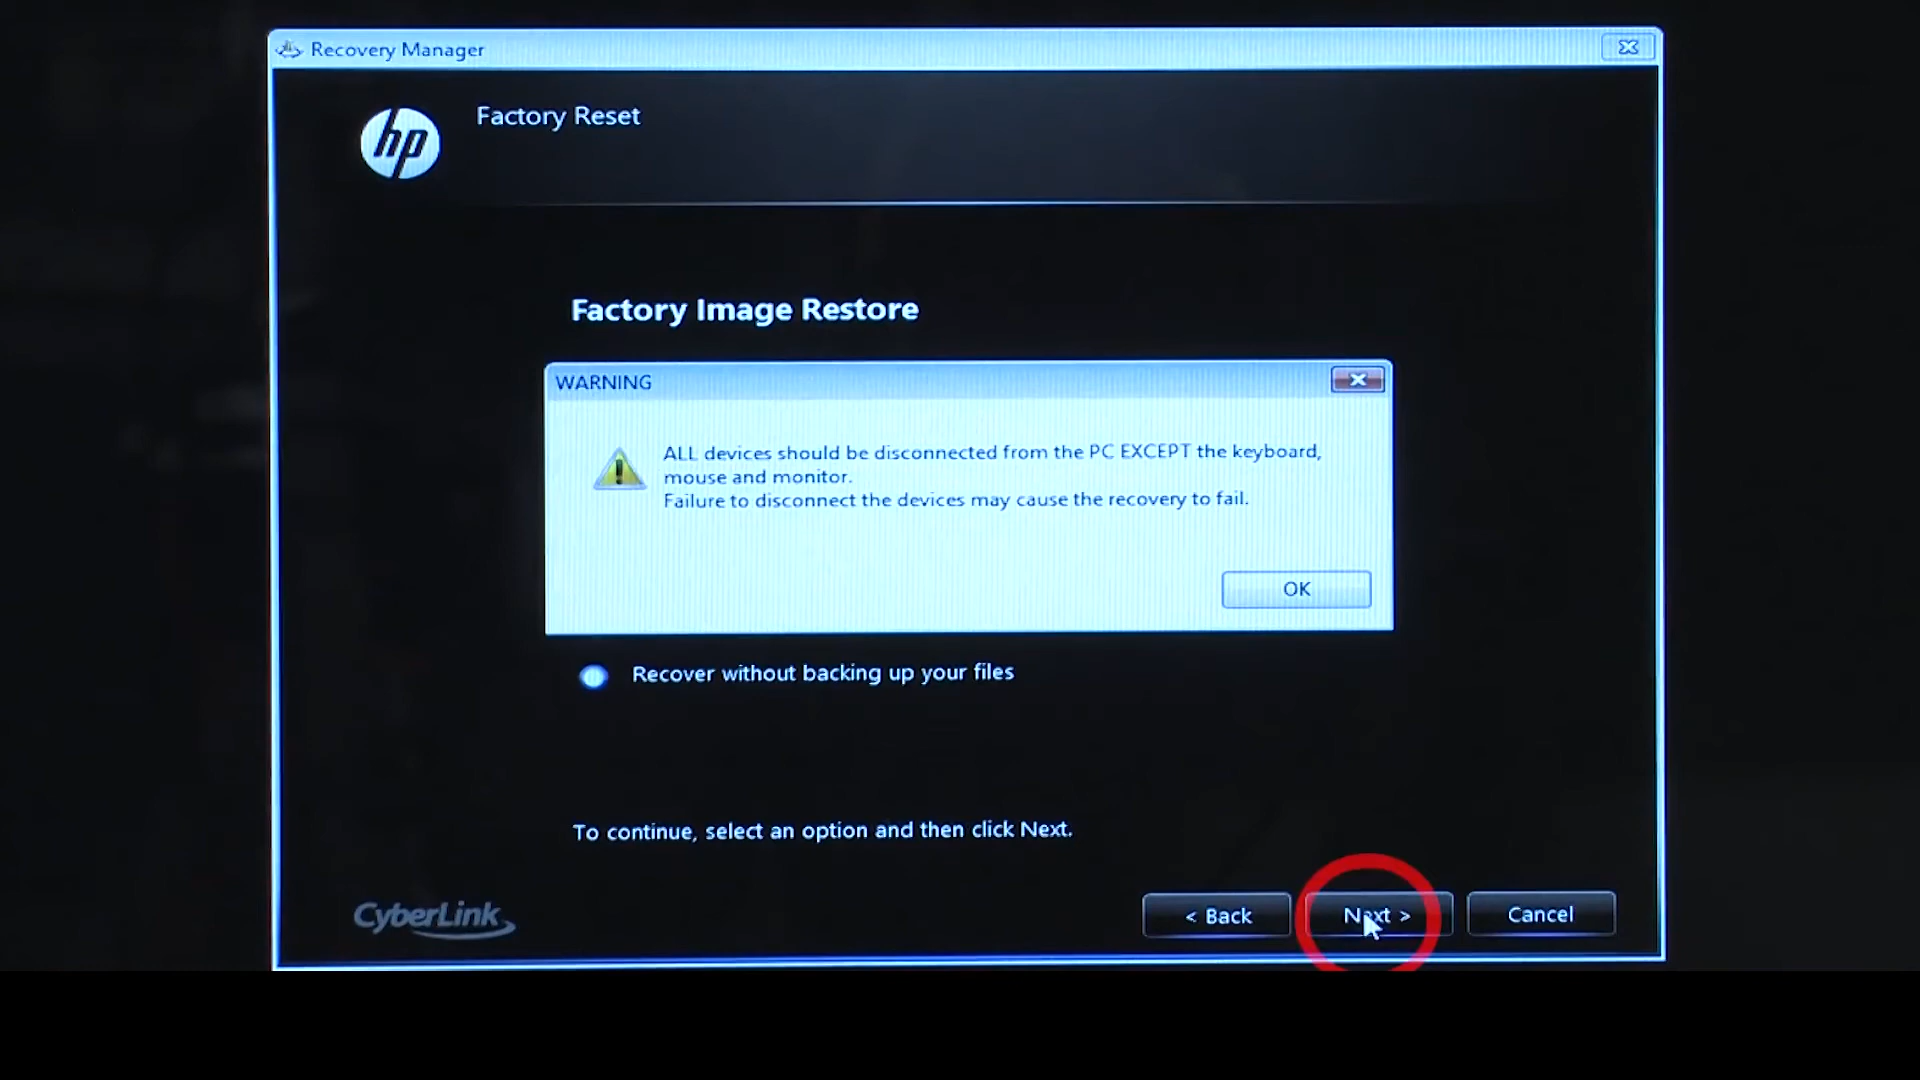 Recovery Manager
hp
Factory Reset
Factory Image Restore
WARNING
ALL devices should be disconnected from the PC EXCEPT the keyboard,
mouse and monitor.
Failure to disconnect the devices may cause the recovery to fail.
OK
Recover without backing up your files
To continue, select an option and then click Next.
CyberLink
< Back
Next >
Cancel